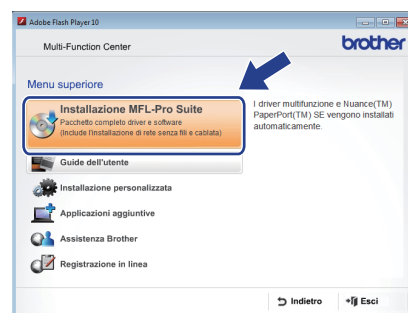 Adobe Flash Player 10
Multi-Function Center
brother
Menu superiore
Installazione MFL-Pro Suite
Pacchetto completo driver e software
(Include l'installazione di rete senza fili e cablata)
I driver multifunzione e Nuance(TM)
PaperPort(TM) SE vengono installati
automaticamente.
Guide dell'utente
Installazione personalizzata
Applicazioni aggiuntive
Assistenza Brother
Registrazione in linea
Indietro
Esci